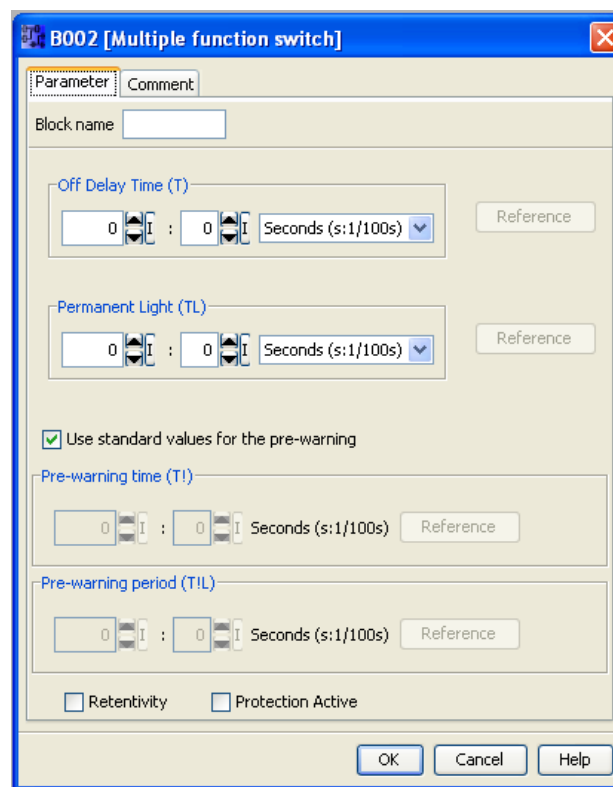 B002 [Multiple function switch]
Parameter Comment
Block name
Off Delay Time (T)
0 : 0 Seconds (s:1/100s) Reference
Permanent Light (TL)
0 : 0 Seconds (s:1/100s) Reference
Use standard values for the pre-warning
Pre-warning time (T!)
0 : 0 Seconds (s:1/100s) Reference
Pre-warning period (T!L)
0 : 0 Seconds (s:1/100s) Reference
Retentivity Protection Active
OK Cancel Help